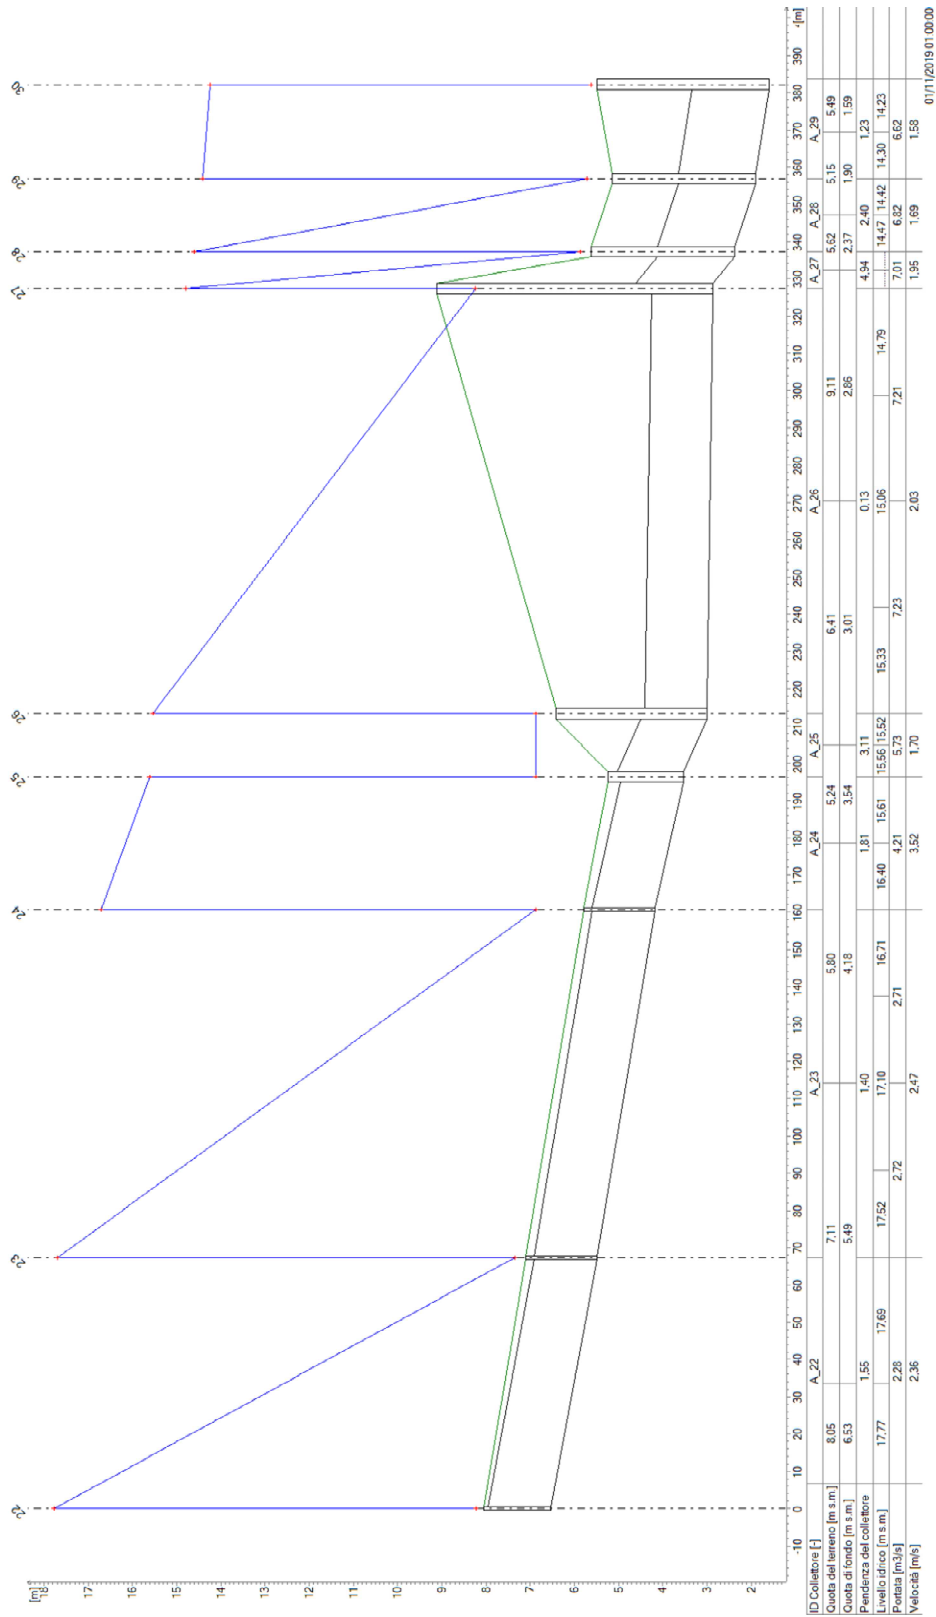 [m]
22 23 24 25 26 27 28 29 30
18
17
16
15
14
13
12
11
10
9
8
7
6
5
4
3
2
-10 0 10 20 30 40 50 60 70 80 90 100 110 120 130 140 150 160 170 180 190 200 210 220 230 240 250 260 270 280 290 300 310 320 330 340 350 360 370 380 390 [m]
ID Collettore [-] A_22 A_23 A_24 A_25 A_26 A_27 A_28 A_29
Quota del terreno [m s.m.] 8.05 7,11 5,80 5,24 6,41 9,11 5,62 5,15 5,49
Quota di fondo [m s.m.] 6,53 5,49 4,18 3,54 3,01 2,86 2,37 1,90 1,59
Pendenza del collettore 1,55 1,40 1,81 3,11 0,13 4,94 2,40 1,23
Livello idrico [m s.m.] 17,77 17,69 17,52 17,10 16,71 16,40 15,61 15,56 15,52 15,33 15,06 14,79 14,47 14,42 14,30 14,23
Portata [m3/s] 2,28 2,72 2,71 4,21 5,73 7,23 7,21 7,01 6,82 6,62
Velocità [m/s] 2,36 2,47 3,52 1,70 2,03 1,95 1,69 1,58
01/11/2019 01:00:00